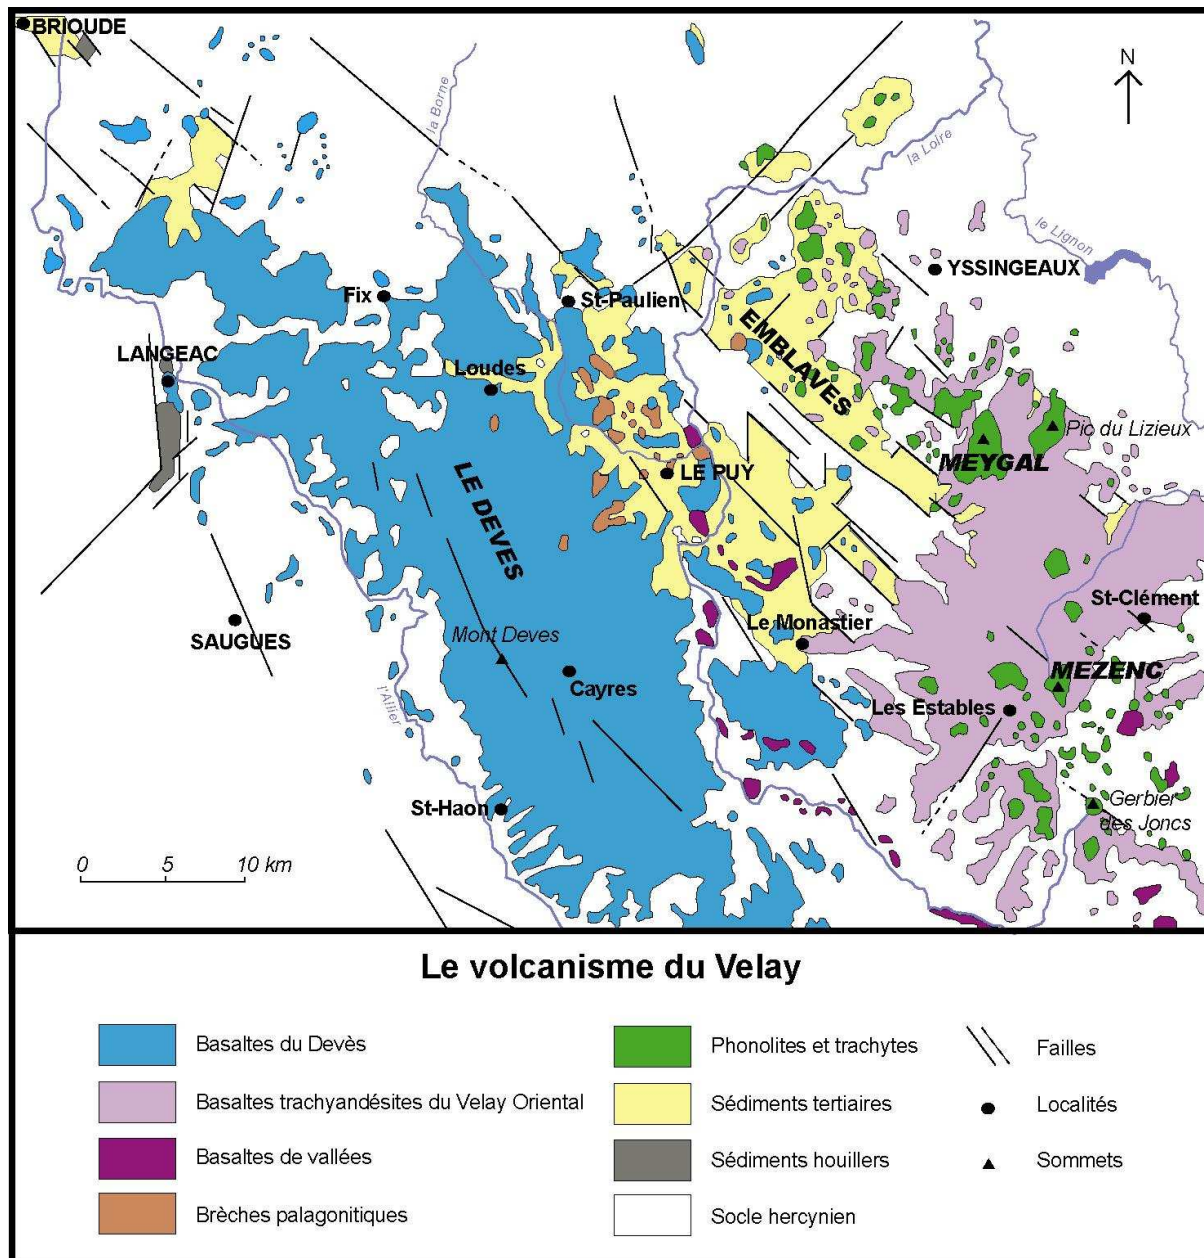 BRIOUDE
N
la Borne
la Loire
le Lignon
YSSINGEAUX
Fix
St-Paulien
EMBLAVES
LANGEAC
Loudes
Pic du Lizieux
MEYGAL
LE PUY
LE DEVES
St-Clément
Le Monastier
SAUGUES
Mont Deves
MEZENC
Cayres
l'Allier
Les Estables
St-Haon
Gerbier
des Joncs
0 5 10 km
Le volcanisme du Velay
Basaltes du Devès
Basaltes trachyandésites du Velay Oriental
Basaltes de vallées
Brèches palagonitiques
Phonolites et trachytes
Sédiments tertiaires
Sédiments houillers
Socle hercynien
Failles
Localités
Sommets